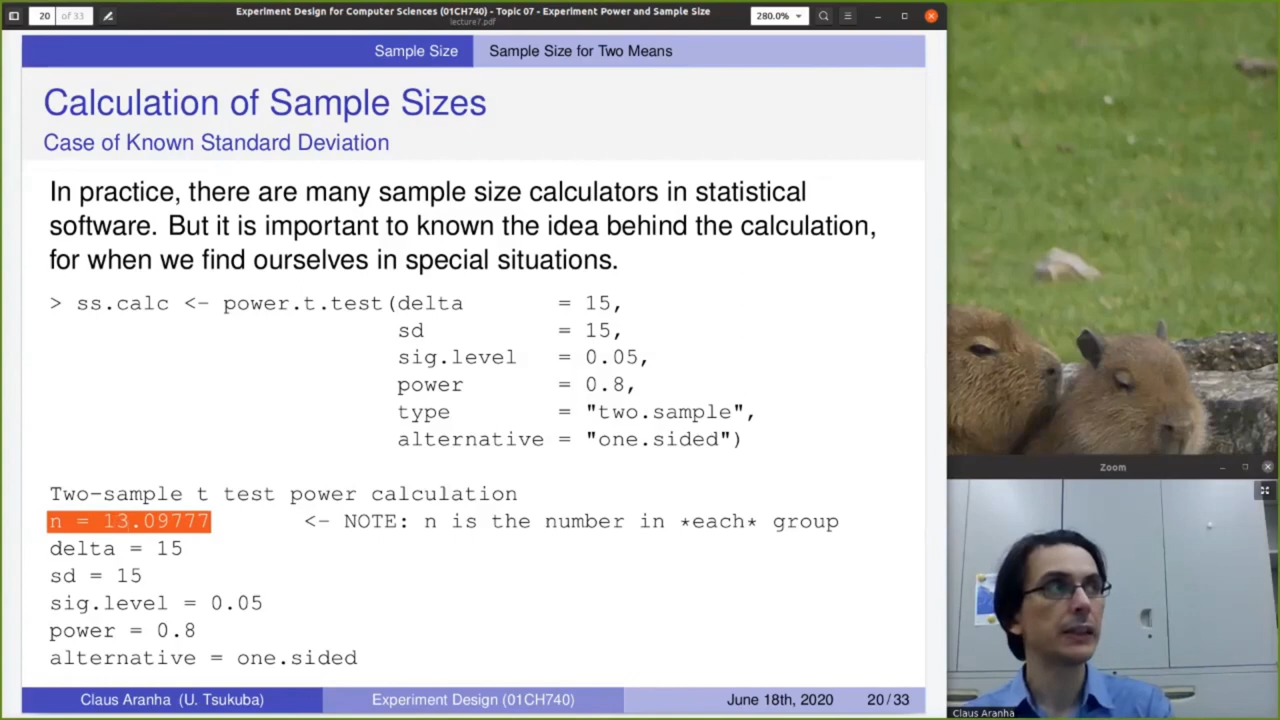 20 of 33
Experiment Design for Computer Sciences (01CH740) - Topic 07 - Experiment Power and Sample Size
lecture7.pdf
280.0%
Sample Size
Sample Size for Two Means
Calculation of Sample Sizes
Case of Known Standard Deviation
In practice, there are many sample size calculators in statistical
software. But it is important to known the idea behind the calculation,
for when we find ourselves in special situations.
> ss.calc <- power.t.test(delta = 15,
sd = 15,
sig.level = 0.05,
power = 0.8,
type = "two.sample",
alternative = "one.sided")
Two-sample t test power calculation
n = 13.09777 <- NOTE: n is the number in *each* group
delta = 15
sd = 15
sig.level = 0.05
power = 0.8
alternative = one.sided
Claus Aranha (U. Tsukuba)
Experiment Design (01CH740)
June 18th, 2020
20 / 33
Zoom
Claus Aranha